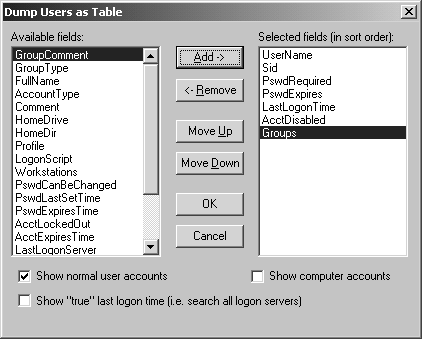 Dump Users as Table
Available fields:
GroupComment
GroupType
FullName
AccountType
Comment
HomeDrive
HomeDir
Profile
LogonScript
Workstations
PswdCanBeChanged
PswdLastSetTime
PswdExpiresTime
AcctLockedOut
AcctExpiresTime
LastLogonServer
Add ->
<- Remove
Move Up
Move Down
OK
Cancel
Selected fields (in sort order):
UserName
Sid
PswdRequired
PswdExpires
LastLogonTime
AcctDisabled
Groups
Show normal user accounts
Show computer accounts
Show "true" last logon time (i.e. search all logon servers)